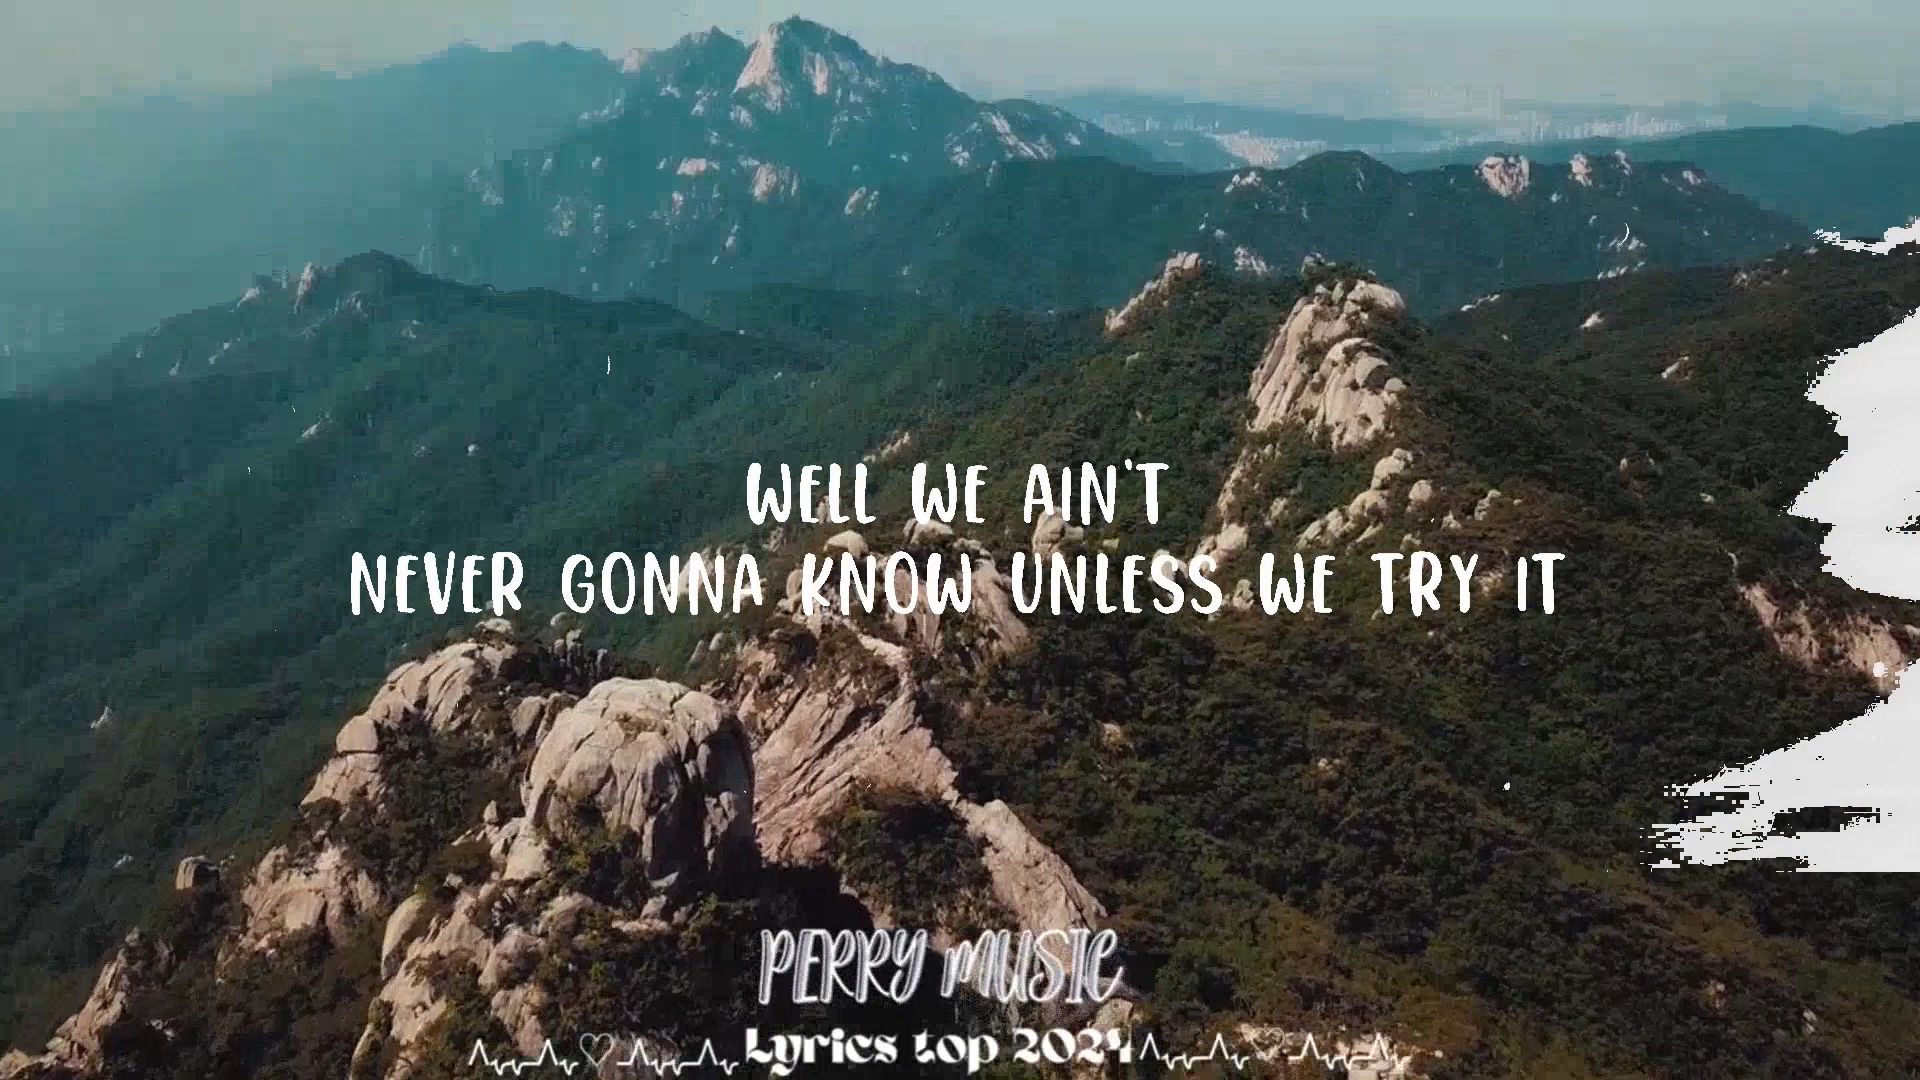 WELL WE AIN'T
NEVER GONNA KNOW UNLESS WE TRY IT
PERRY MUSIC
Lyrics top 2024